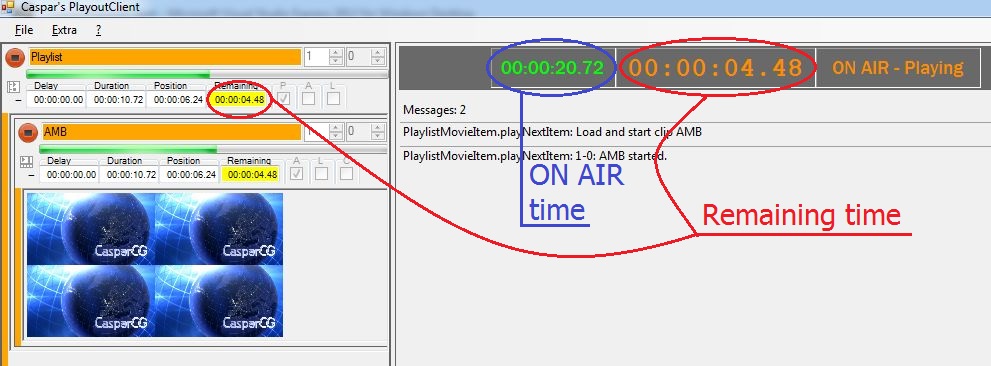 Caspar's PlayoutClient
File Extra ?
Playlist 1 0
Delay Duration Position Remaining P A L
00:00:00.00 00:00:10.72 00:00:06.24 00:00:04.48
AMB 0
Delay Duration Position Remaining A L C
00:00:00.00 00:00:10.72 00:00:06.24 00:00:04.48
CasparCG CasparCG
CasparCG CasparCG
00:00:20.72 00:00:04.48 ON AIR - Playing
Messages: 2
PlaylistMovieItem.playNextItem: Load and start clip AMB
PlaylistMovieItem.playNextItem: 1-0: AMB started.
ON AIR
time
Remaining time